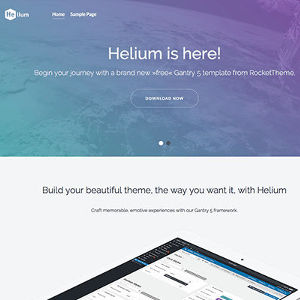 Helium
Home Sample Page
Helium is here!
Begin your journey with a brand new »free« Gantry 5 template from RocketTheme.
DOWNLOAD NOW
Build your beautiful theme, the way you want it, with Helium
Craft memorable, emotive experiences with our Gantry 5 framework.